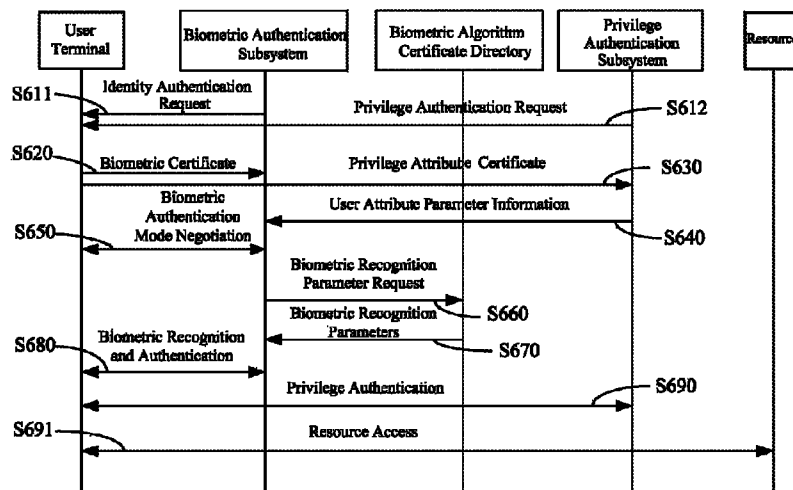 User
Terminal
Biometric Authentication
Subsystem
Biometric Algorithm
Certificate Directory
Privilege
Authentication
Subsystem
Resource
S611
Identity Authentication
Request
Privilege Authentication Request
S612
S620
Biometric Certificate
Privilege Attribute Certificate
S630
Biometric
Authentication
Mode Negotiation
User Attribute Parameter Information
S650
S640
Biometric Recognition
Parameter Request
S660
Biometric Recognition
Parameters
S670
S680
Biometric Recognition
and Authentication
Privilege Authentication
S690
S691
Resource Access